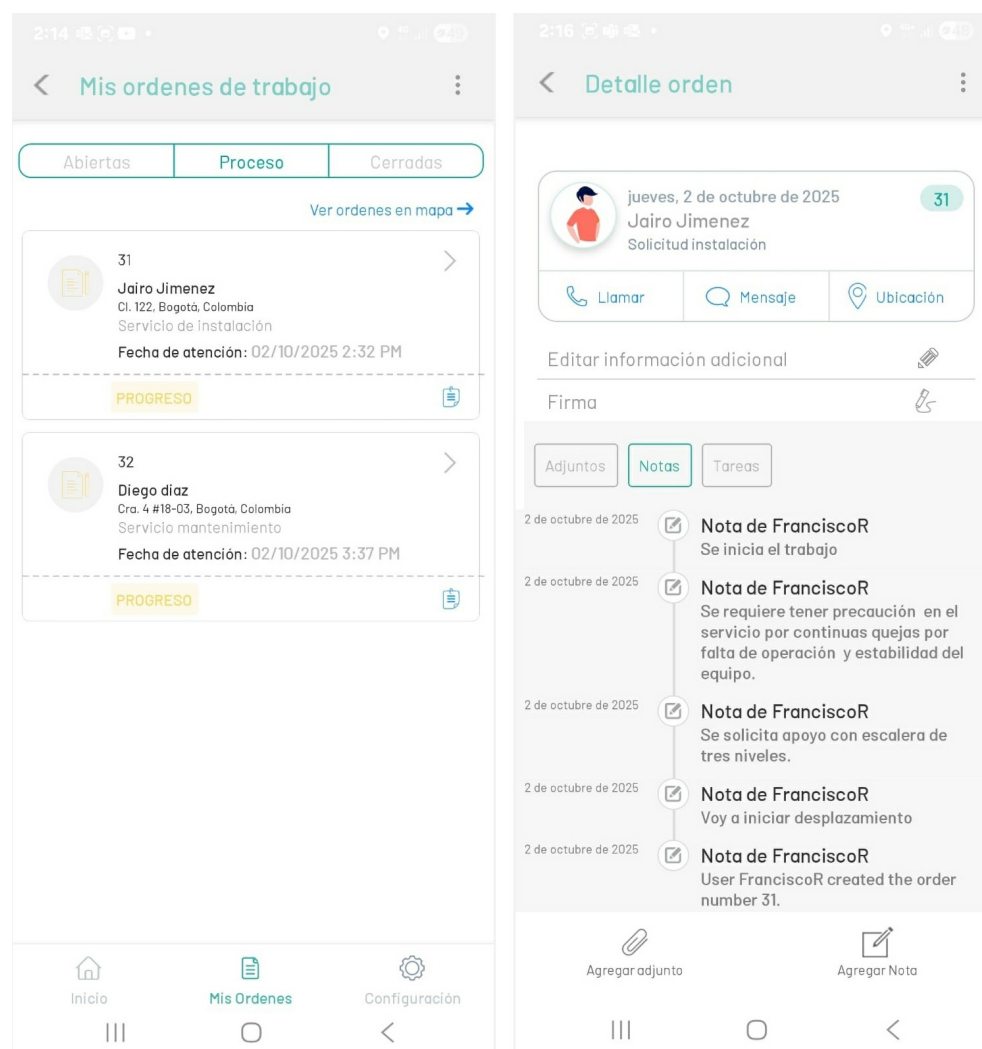 2:14
Mis ordenes de trabajo
Abiertas
Proceso
Cerradas
Ver ordenes en mapa
31
Jairo Jimenez
Cl. 122, Bogotá, Colombia
Servicio de instalación
Fecha de atención: 02/10/2025 2:32 PM
PROGRESO
32
Diego diaz
Cra. 4 #18-03, Bogotá, Colombia
Servicio mantenimiento
Fecha de atención: 02/10/2025 3:37 PM
PROGRESO
Inicio
Mis Ordenes
Configuración
2:16
Detalle orden
jueves, 2 de octubre de 2025
31
Jairo Jimenez
Solicitud instalación
Llamar
Mensaje
Ubicación
Editar información adicional
Firma
Adjuntos
Notas
Tareas
2 de octubre de 2025
Nota de FranciscoR
Se inicia el trabajo
2 de octubre de 2025
Nota de FranciscoR
Se requiere tener precaución en el
servicio por continuas quejas por
falta de operación y estabilidad del
equipo.
2 de octubre de 2025
Nota de FranciscoR
Se solicita apoyo con escalera de
tres niveles.
2 de octubre de 2025
Nota de FranciscoR
Voy a iniciar desplazamiento
2 de octubre de 2025
Nota de FranciscoR
User FranciscoR created the order
number 31.
Agregar adjunto
Agregar Nota